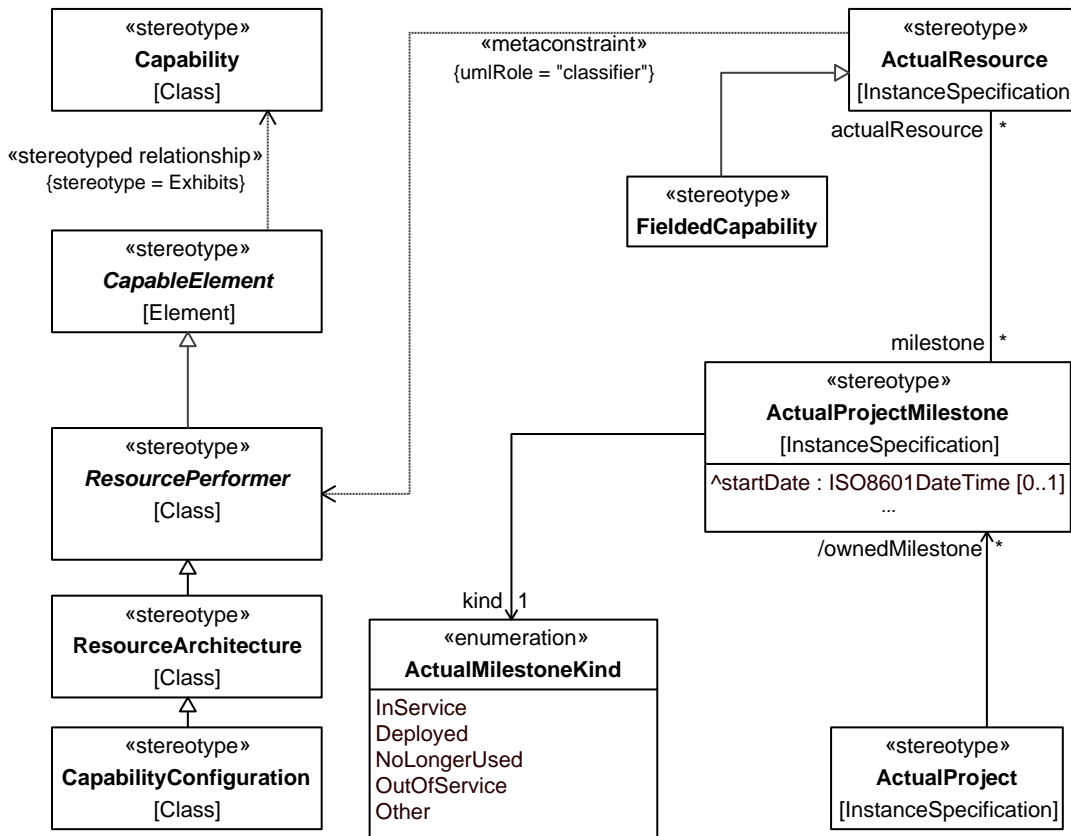 «stereotype»
Capability
[Class]
«stereotyped relationship»
{stereotype = Exhibits}
«stereotype»
CapableElement
[Element]
«stereotype»
ResourcePerformer
[Class]
«stereotype»
ResourceArchitecture
[Class]
«stereotype»
CapabilityConfiguration
[Class]
«metaconstraint»
{umlRole = "classifier"}
«stereotype»
ActualResource
[InstanceSpecification]
actualResource *
«stereotype»
FieldedCapability
milestone *
«stereotype»
ActualProjectMilestone
[InstanceSpecification]
^startDate : ISO8601DateTime [0..1]
...
/ownedMilestone *
kind 1
«enumeration»
ActualMilestoneKind
InService
Deployed
NoLongerUsed
OutOfService
Other
«stereotype»
ActualProject
[InstanceSpecification]